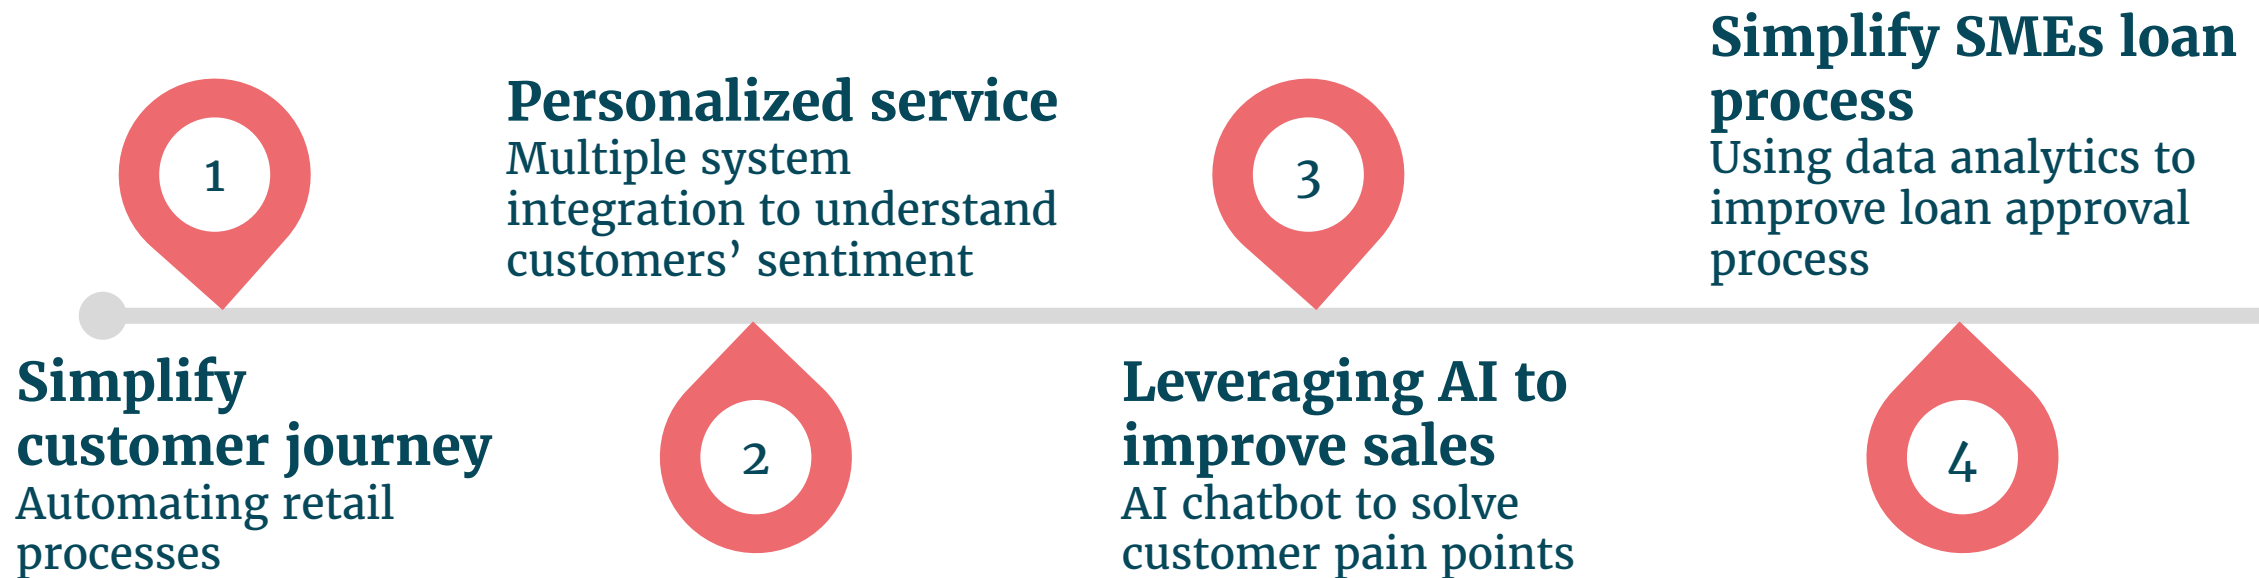 1
Simplify
customer journey
Automating retail
processes
Personalized service
Multiple system
integration to understand
customers’ sentiment
2
3
Leveraging AI to
improve sales
AI chatbot to solve
customer pain points
Simplify SMEs loan
process
Using data analytics to
improve loan approval
process
4